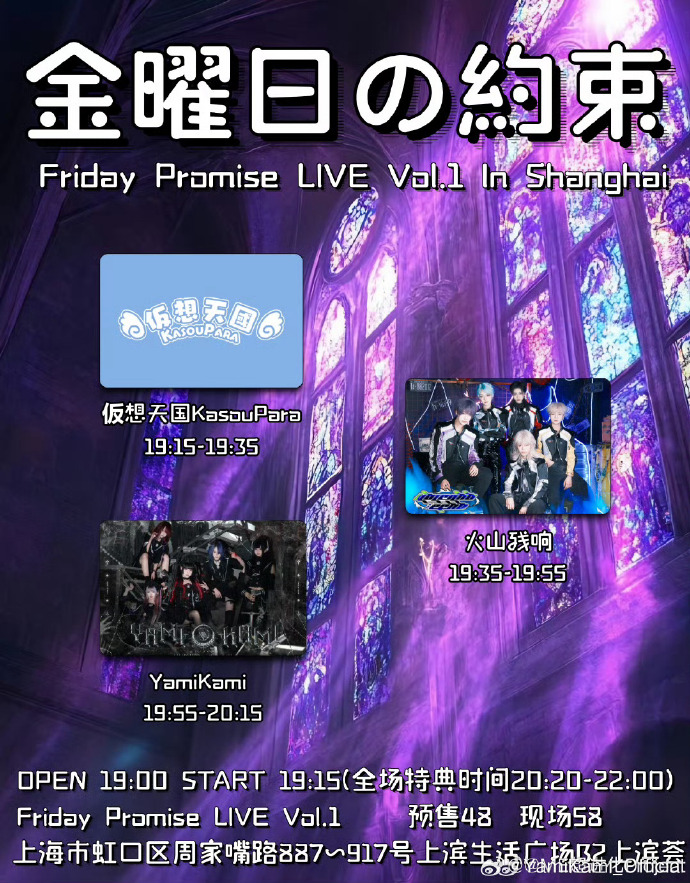 金曜日の約束
Friday Promise LIVE Vol.1 In Shanghai
仮想天国
KASOUPARA
仮想天国KasouPara
19:15-19:35
火山残响
19:35-19:55
YAMI KAMI
YamiKami
19:55-20:15
OPEN 19:00 START 19:15(全场特典时间20:20-22:00)
Friday Promise LIVE Vol.1 预售48 现场58
上海市虹口区周家嘴路887~917号上滨生活广场B2上滨荟
@YamiKami_Official